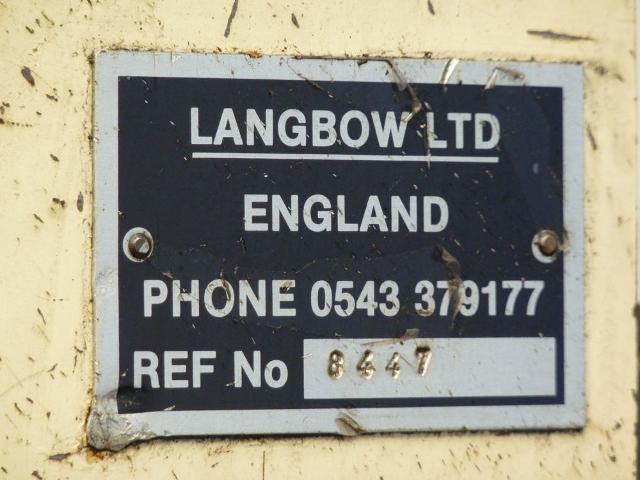 LANGBOW LTD
ENGLAND
PHONE 0543 379177
REF No 8447